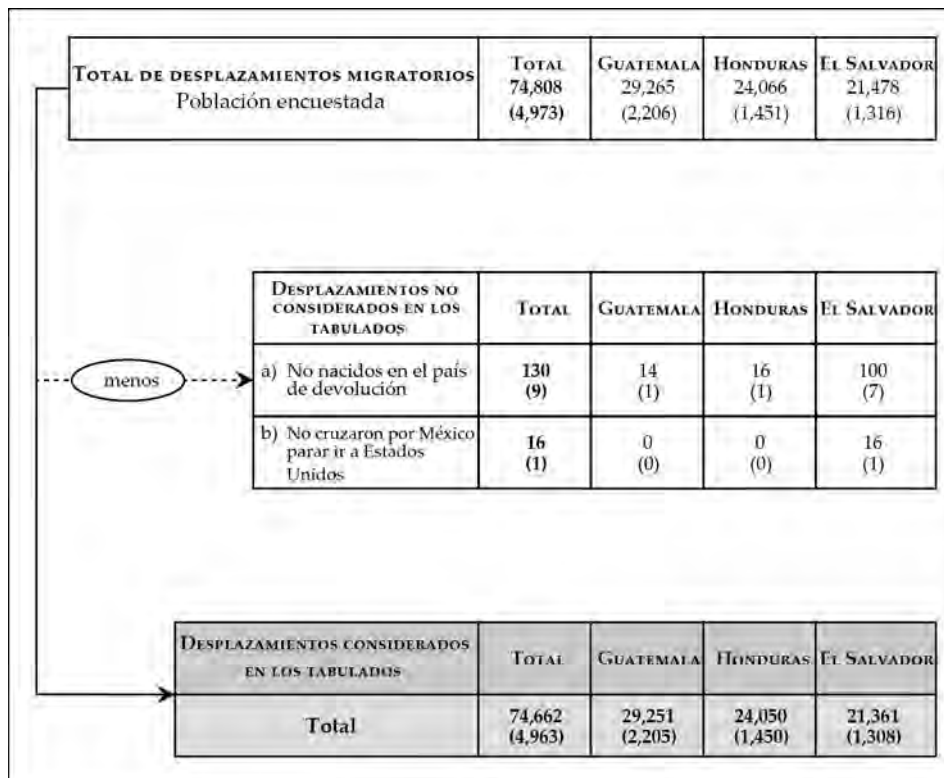 TOTAL DE DESPLAZAMIENTOS MIGRATORIOS
Población encuestada
TOTAL GUATEMALA HONDURAS EL SALVADOR
74,808 29,265 24,066 21,478
(4,973) (2,206) (1,451) (1,316)
menos
DESPLAZAMIENTOS NO
CONSIDERADOS EN LOS
TABULADOS
TOTAL GUATEMALA HONDURAS EL SALVADOR
a) No nacidos en el país
de devolución
130 14 16 100
(9) (1) (1) (7)
b) No cruzaron por México
parar ir a Estados
Unidos
16 0 0 16
(1) (0) (0) (1)
DESPLAZAMIENTOS CONSIDERADOS
EN LOS TABULADOS
TOTAL GUATEMALA HONDURAS EL SALVADOR
Total
74,662 29,251 24,050 21,361
(4,963) (2,205) (1,450) (1,308)